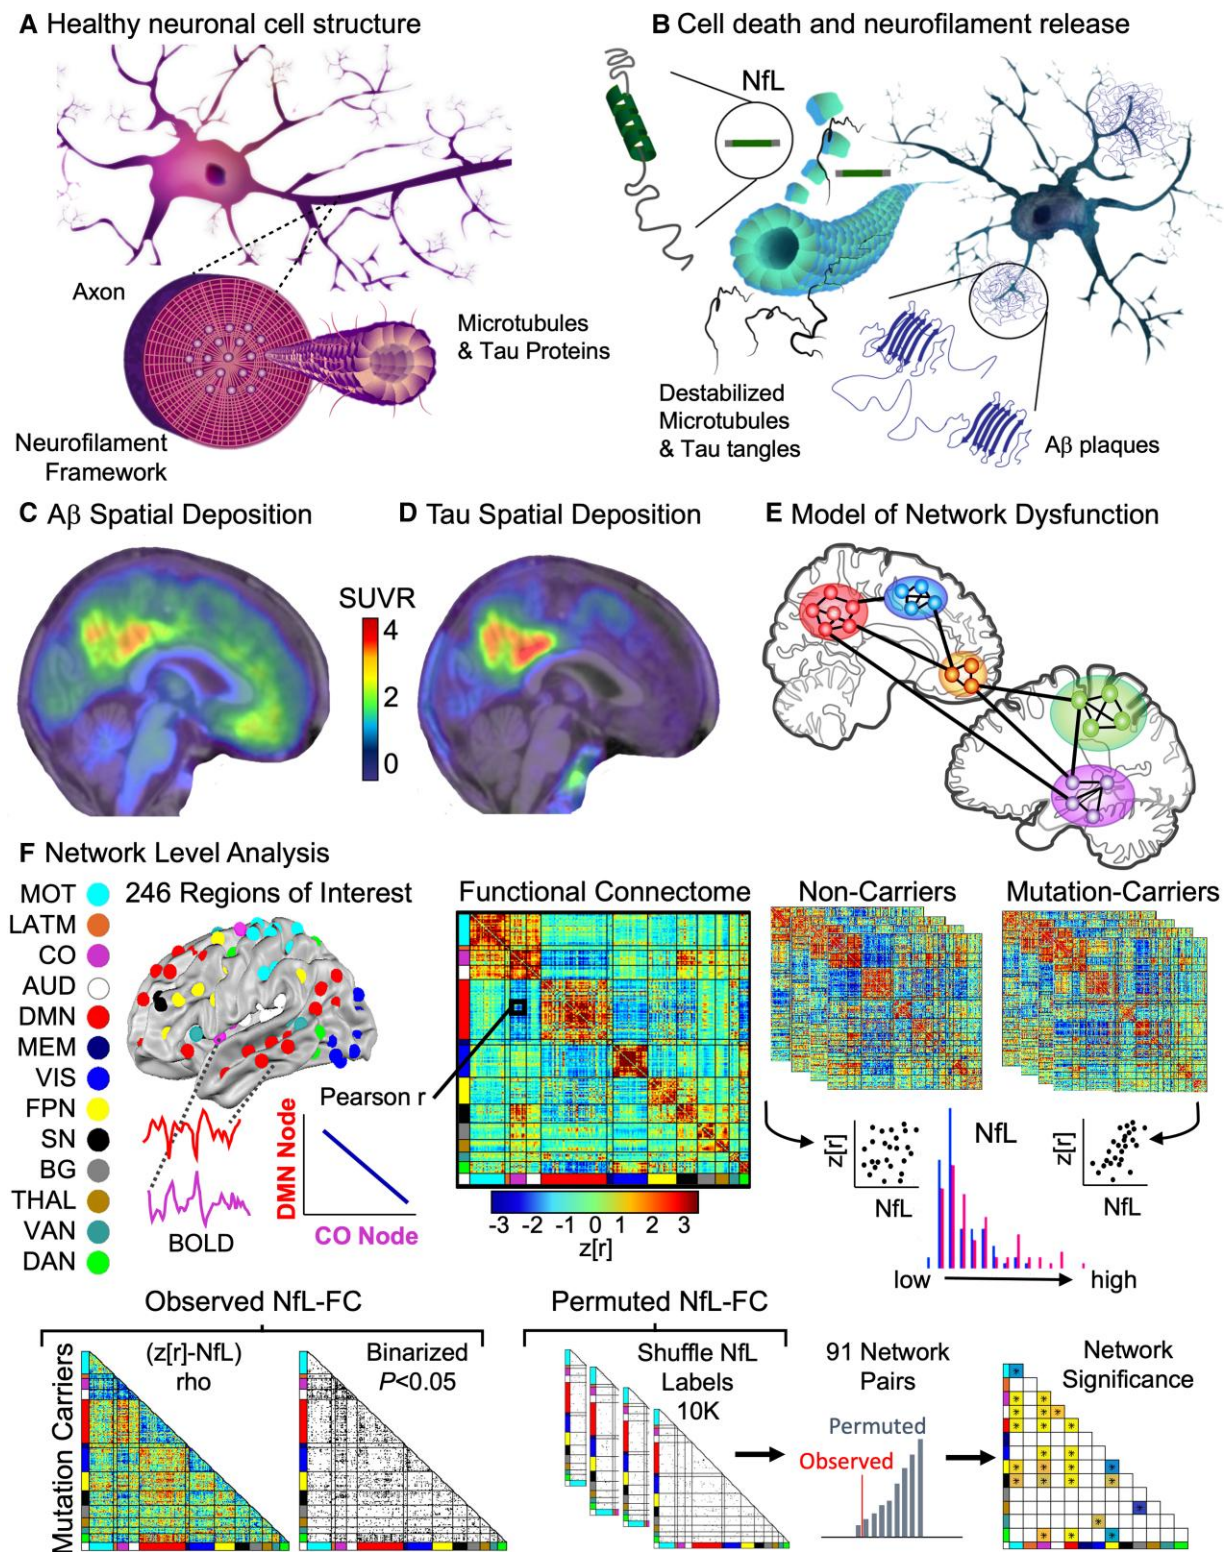 A Healthy neuronal cell structure
B Cell death and neurofilament release
NfL
Axon
Microtubules
& Tau Proteins
Neurofilament
Framework
Destabilized
Microtubules
& Tau tangles
Aβ plaques
C Aβ Spatial Deposition
D Tau Spatial Deposition
E Model of Network Dysfunction
SUVR
4
2
0
F Network Level Analysis
MOT
LATM
CO
AUD
DMN
MEM
VIS
FPN
SN
BG
THAL
VAN
DAN
246 Regions of Interest
Functional Connectome
Non-Carriers
Mutation-Carriers
Pearson r
DMN Node
CO Node
BOLD
-3 -2 -1 0 1 2 3
z[r]
z[r]
NfL
NfL
z[r]
NfL
low
high
Observed NfL-FC
Permuted NfL-FC
Mutation Carriers
(z[r]-NfL)
rho
Binarized
P<0.05
Shuffle NfL
Labels
10K
91 Network
Pairs
Permuted
Observed
Network
Significance